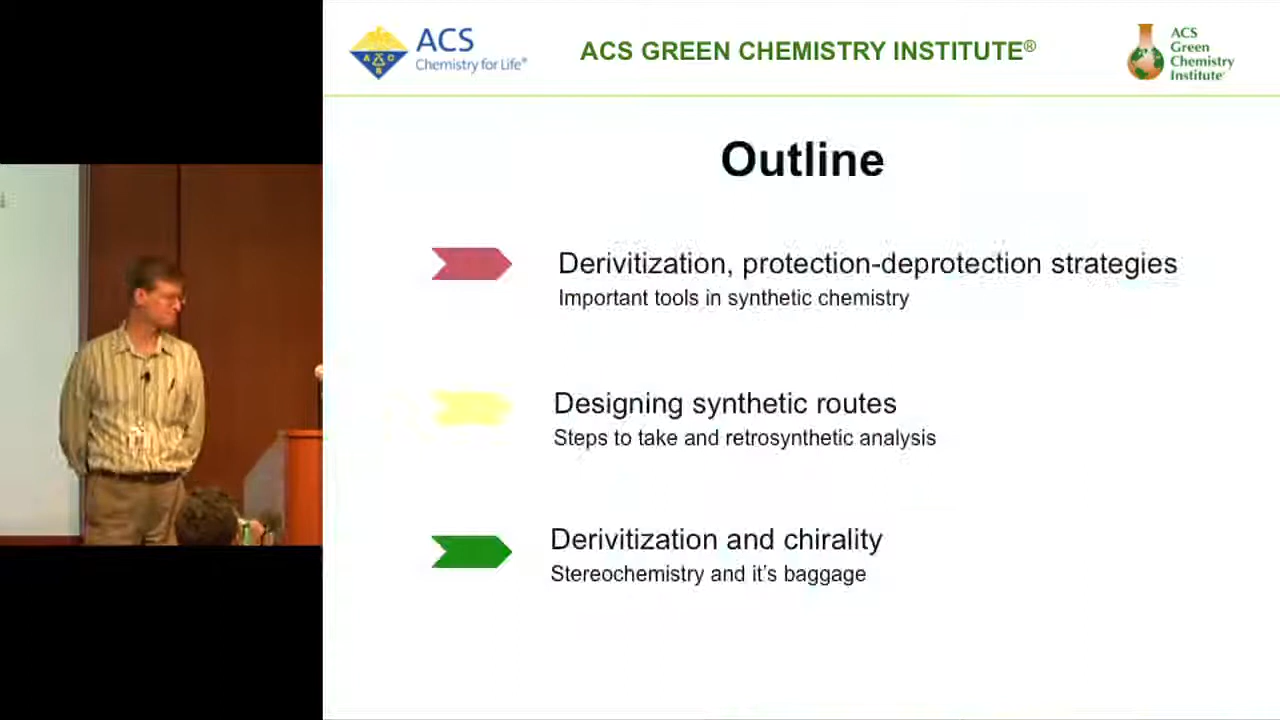 ACS
Chemistry for Life®
ACS GREEN CHEMISTRY INSTITUTE®
ACS
Green
Chemistry
Institute®
Outline
Derivitization, protection-deprotection strategies
Important tools in synthetic chemistry
Designing synthetic routes
Steps to take and retrosynthetic analysis
Derivitization and chirality
Stereochemistry and it's baggage